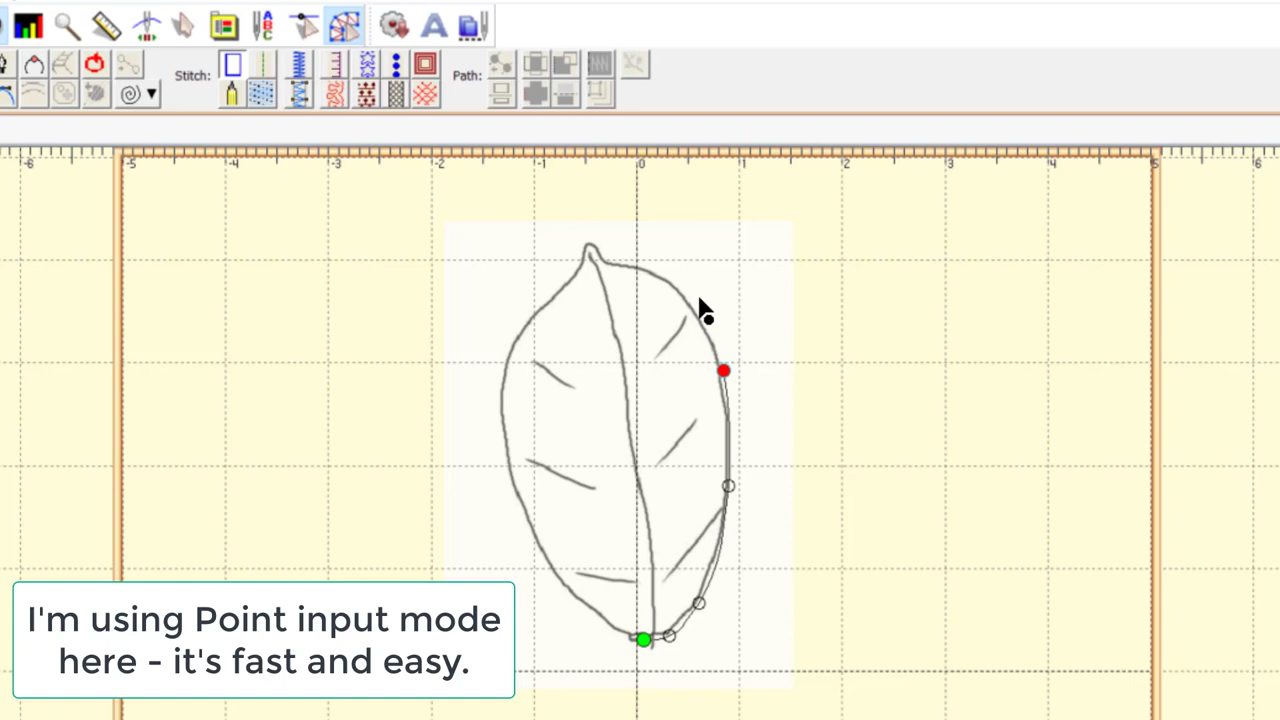 A
B
C
A
Stitch:
Path:
-6 -5 -4 -3 -2 -1 0 1 2 3 4 5 6
I'm using Point input mode
here - it's fast and easy.